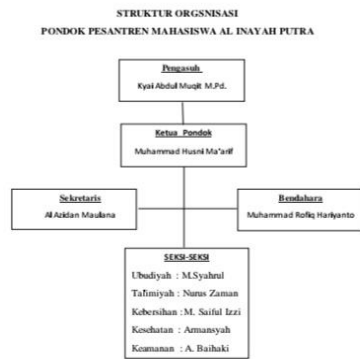 STRUKTUR ORGSNISASI
PONDOK PESANTREN MAHASISWA AL INAYAH PUTRA
Pengasuh
Kyai Abdul Muqit M.Pd.
Ketua Pondok
Muhammad Husni Ma'arif
Sekretaris
Al Azidan Maullana
Bendahara
Muhammad Rofiq Hariyanto
SEKSI-SEKSI
Ubudiyah : M.Syahrul
Ta'limiyah : Nurus Zaman
Kebersihan : M. Saiful Izzi
Kesehatan : Armansyah
Keamanan : A. Baihaki